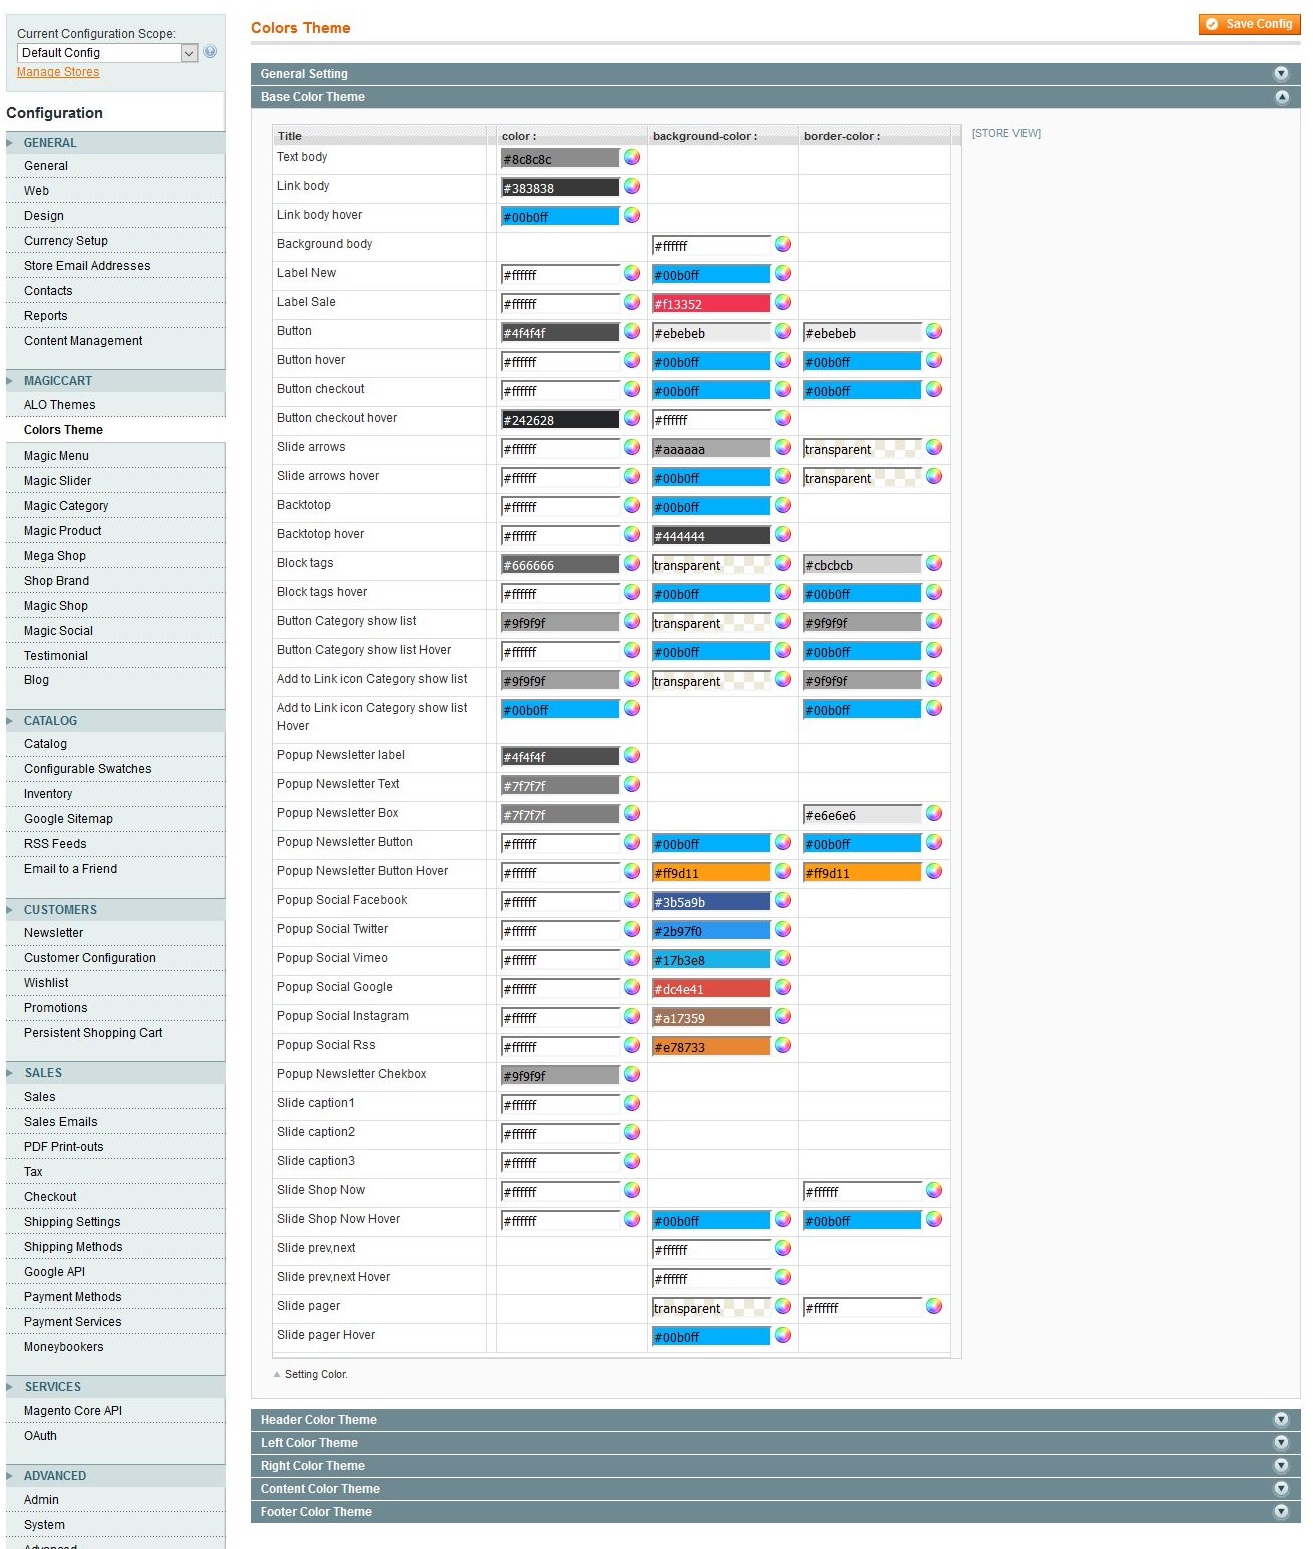 Current Configuration Scope:
Default Config
Manage Stores
Configuration
GENERAL
General
Web
Design
Currency Setup
Store Email Addresses
Contacts
Reports
Content Management
MAGICCART
ALO Themes
Colors Theme
Magic Menu
Magic Slider
Magic Category
Magic Product
Mega Shop
Shop Brand
Magic Shop
Magic Social
Testimonial
Blog
CATALOG
Catalog
Configurable Swatches
Inventory
Google Sitemap
RSS Feeds
Email to a Friend
CUSTOMERS
Newsletter
Customer Configuration
Wishlist
Promotions
Persistent Shopping Cart
SALES
Sales
Sales Emails
PDF Print-outs
Tax
Checkout
Shipping Settings
Shipping Methods
Google API
Payment Methods
Payment Services
Moneybookers
SERVICES
Magento Core API
OAuth
ADVANCED
Admin
System
Advanced
Colors Theme
Save Config
General Setting
Base Color Theme
Title color : background-color : border-color : [STORE VIEW]
Text body #8c8c8c
Link body #383838
Link body hover #00b0ff
Background body #ffffff
Label New #ffffff #00b0ff
Label Sale #ffffff #f13352
Button #4f4f4f #ebebeb #ebebeb
Button hover #ffffff #00b0ff #00b0ff
Button checkout #ffffff #00b0ff #00b0ff
Button checkout hover #242628 #ffffff
Slide arrows #ffffff #aaaaaa transparent
Slide arrows hover #ffffff #00b0ff transparent
Backtotop #ffffff #00b0ff
Backtotop hover #ffffff #444444
Block tags #666666 transparent #cbcbcb
Block tags hover #ffffff #00b0ff #00b0ff
Button Category show list #9f9f9f transparent #9f9f9f
Button Category show list Hover #ffffff #00b0ff #00b0ff
Add to Link icon Category show list #9f9f9f transparent #9f9f9f
Add to Link icon Category show list #00b0ff #00b0ff
Hover
Popup Newsletter label #4f4f4f
Popup Newsletter Text #7f7f7f
Popup Newsletter Box #7f7f7f #e6e6e6
Popup Newsletter Button #ffffff #00b0ff #00b0ff
Popup Newsletter Button Hover #ffffff #ff9d11 #ff9d11
Popup Social Facebook #ffffff #3b5a9b
Popup Social Twitter #ffffff #2b97f0
Popup Social Vimeo #ffffff #17b3e8
Popup Social Google #ffffff #dc4e41
Popup Social Instagram #ffffff #a17359
Popup Social Rss #ffffff #e78733
Popup Newsletter Chekbox #9f9f9f
Slide caption1 #ffffff
Slide caption2 #ffffff
Slide caption3 #ffffff
Slide Shop Now #ffffff #ffffff
Slide Shop Now Hover #ffffff #00b0ff #00b0ff
Slide prev,next #ffffff
Slide prev,next Hover #ffffff
Slide pager transparent #ffffff
Slide pager Hover #00b0ff
Setting Color.
Header Color Theme
Left Color Theme
Right Color Theme
Content Color Theme
Footer Color Theme